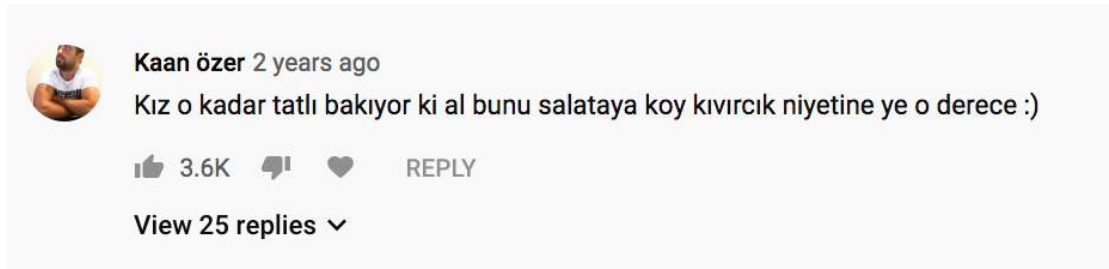 Kaan özer 2 years ago
Kız o kadar tatlı bakıyor ki al bunu salataya koy kıvırcık niyetine ye o derece :)
3.6K REPLY
View 25 replies